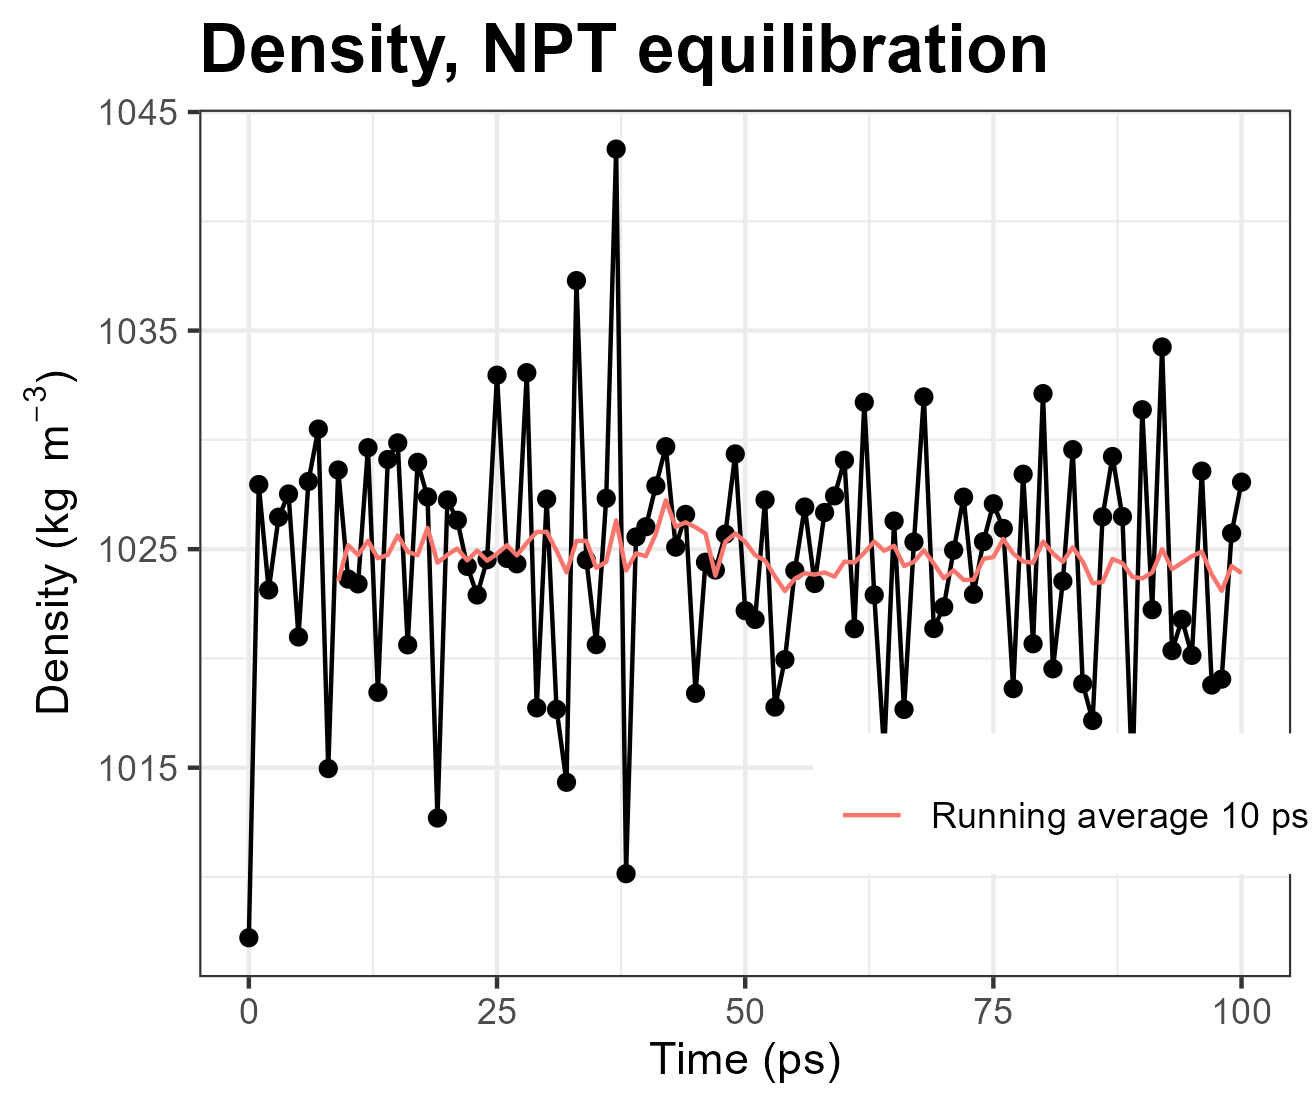 Density, NPT equilibration
1045
1035
1025
1015
Density (kg m⁻³)
Running average 10 ps
0 25 50 75 100
Time (ps)